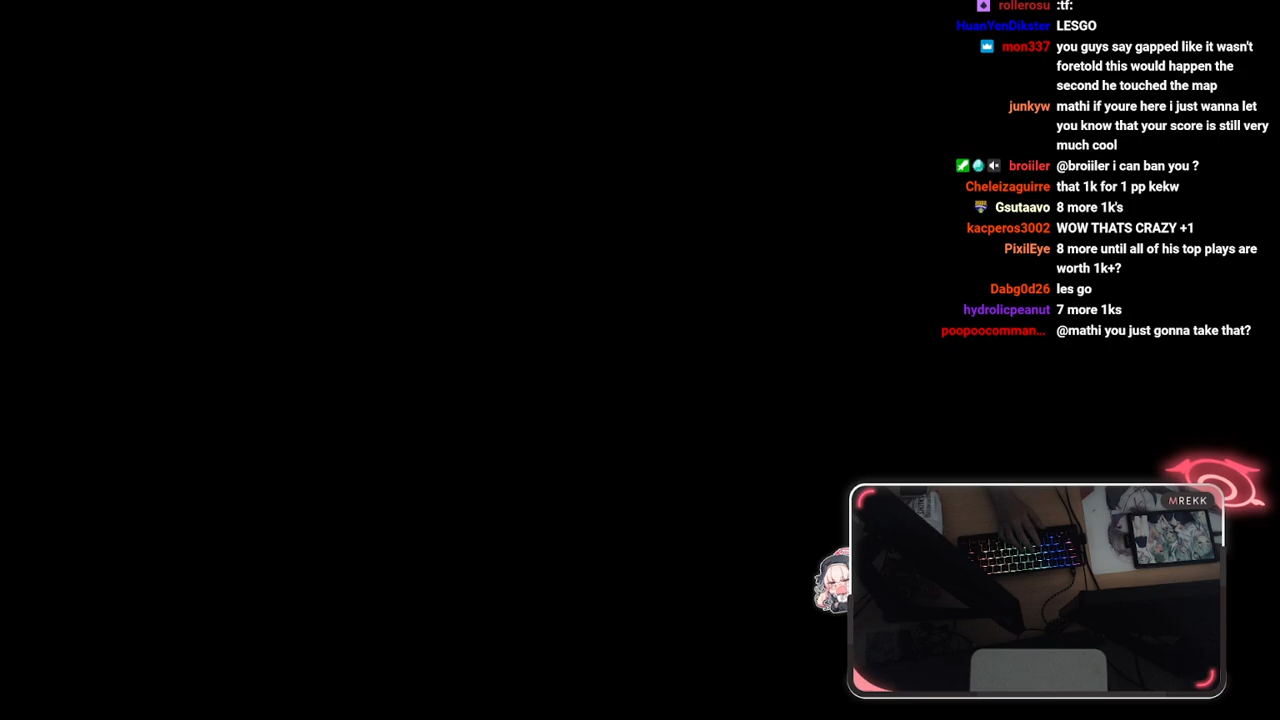 rollerosu :tf:
HuanYenDikster LESGO
mon337 you guys say gapped like it wasn't
foretold this would happen the
second he touched the map
junkyw mathi if youre here i just wanna let
you know that your score is still very
much cool
broiiler @broiiler i can ban you ?
Cheleizaguirre that 1k for 1 pp kekw
Gsutaavo 8 more 1k's
kacperos3002 WOW THATS CRAZY +1
PixilEye 8 more until all of his top plays are
worth 1k+?
Dabg0d26 les go
hydrolicpeanut 7 more 1ks
poopoocomman... @mathi you just gonna take that?
MREKK